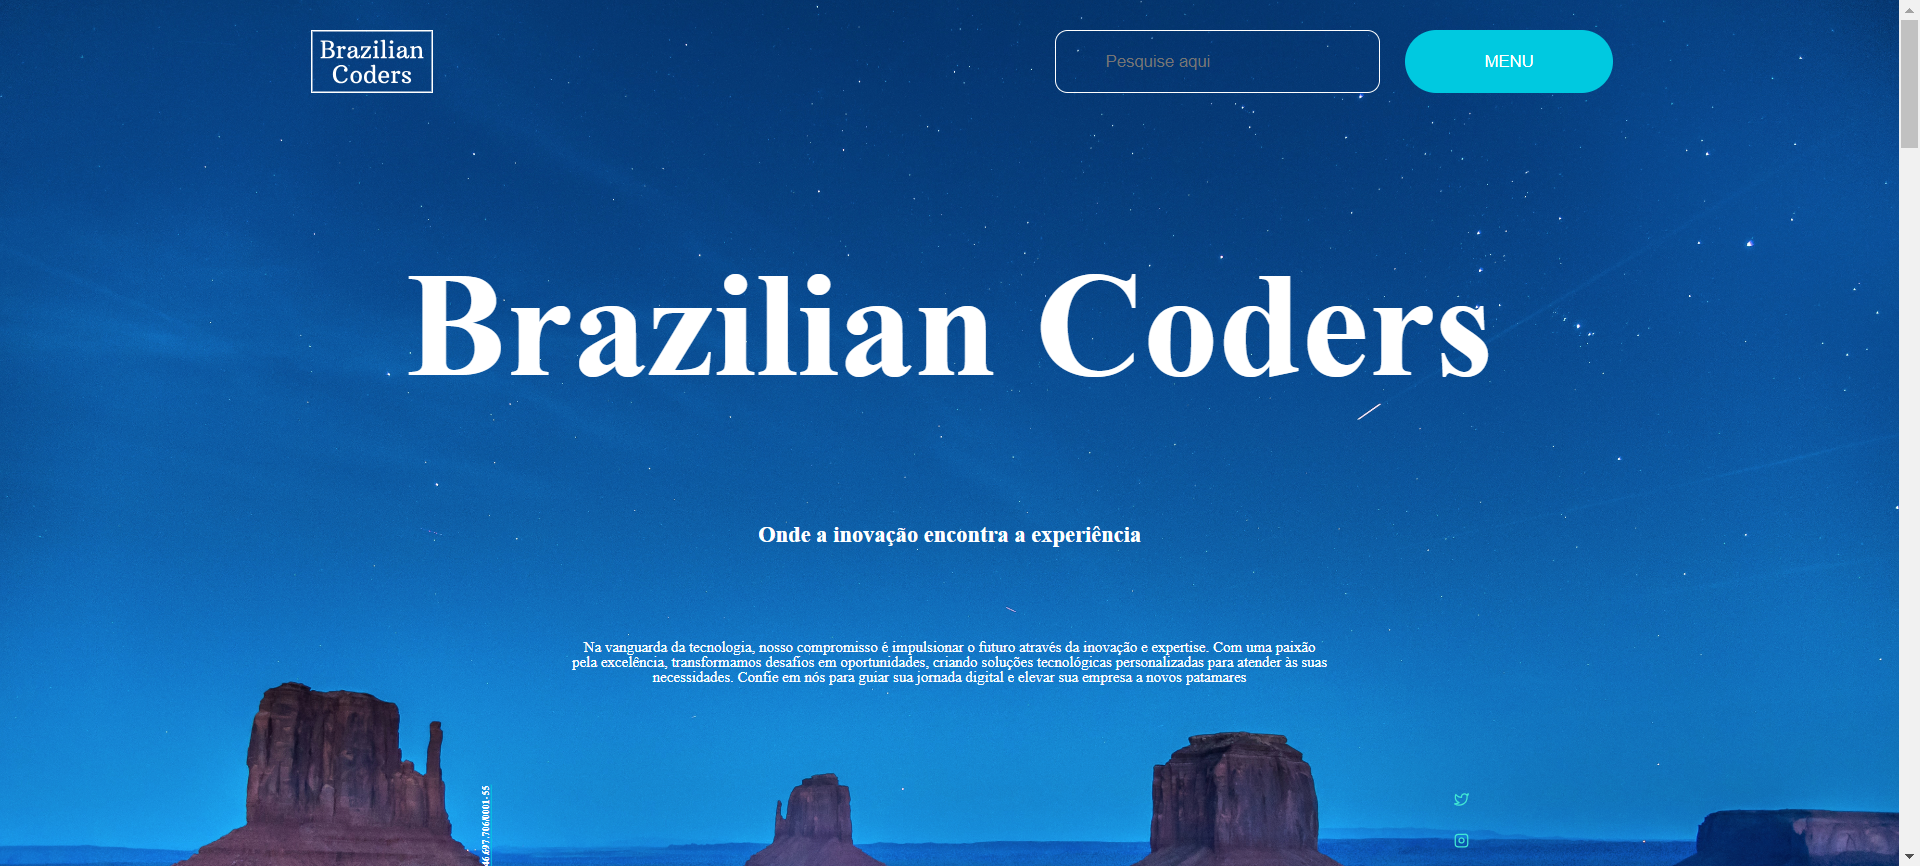 Brazilian
Coders
Pesquise aqui
MENU
Brazilian Coders
Onde a inovação encontra a experiência
Na vanguarda da tecnologia, nosso compromisso é impulsionar o futuro através da inovação e expertise. Com uma paixão
pela excelência, transformamos desafios em oportunidades, criando soluções tecnológicas personalizadas para atender às suas
necessidades. Confie em nós para guiar sua jornada digital e elevar sua empresa a novos patamares
46.697.706/0001-55